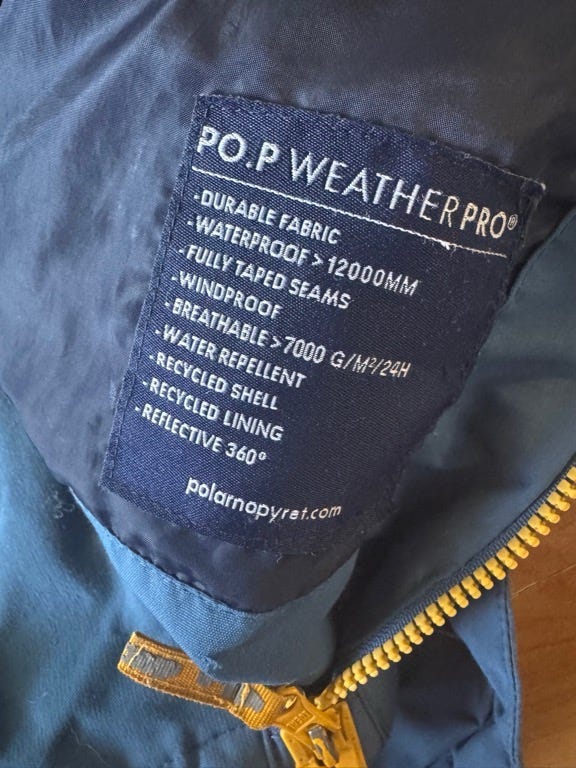 PO.P WEATHERPRO®
-DURABLE FABRIC
-WATERPROOF>12000MM
-FULLY TAPED SEAMS
-WINDPROOF
-BREATHABLE>7000 G/M²/24H
-WATER REPELLENT
-RECYCLED SHELL
-RECYCLED LINING
-REFLECTIVE 360°
polarnopyret.com